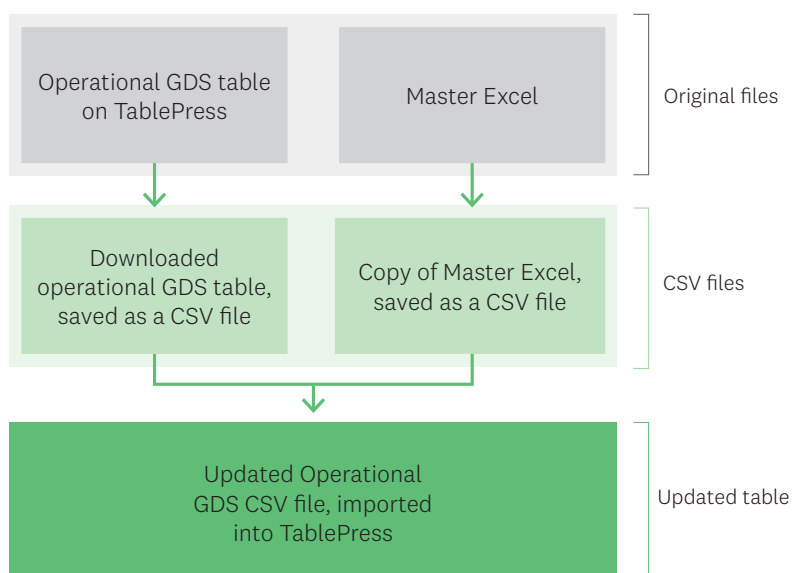 Operational GDS table
on TablePress
Master Excel
Original files
Downloaded
operational GDS table,
saved as a CSV file
Copy of Master Excel,
saved as a CSV file
CSV files
Updated Operational
GDS CSV file, imported
into TablePress
Updated table